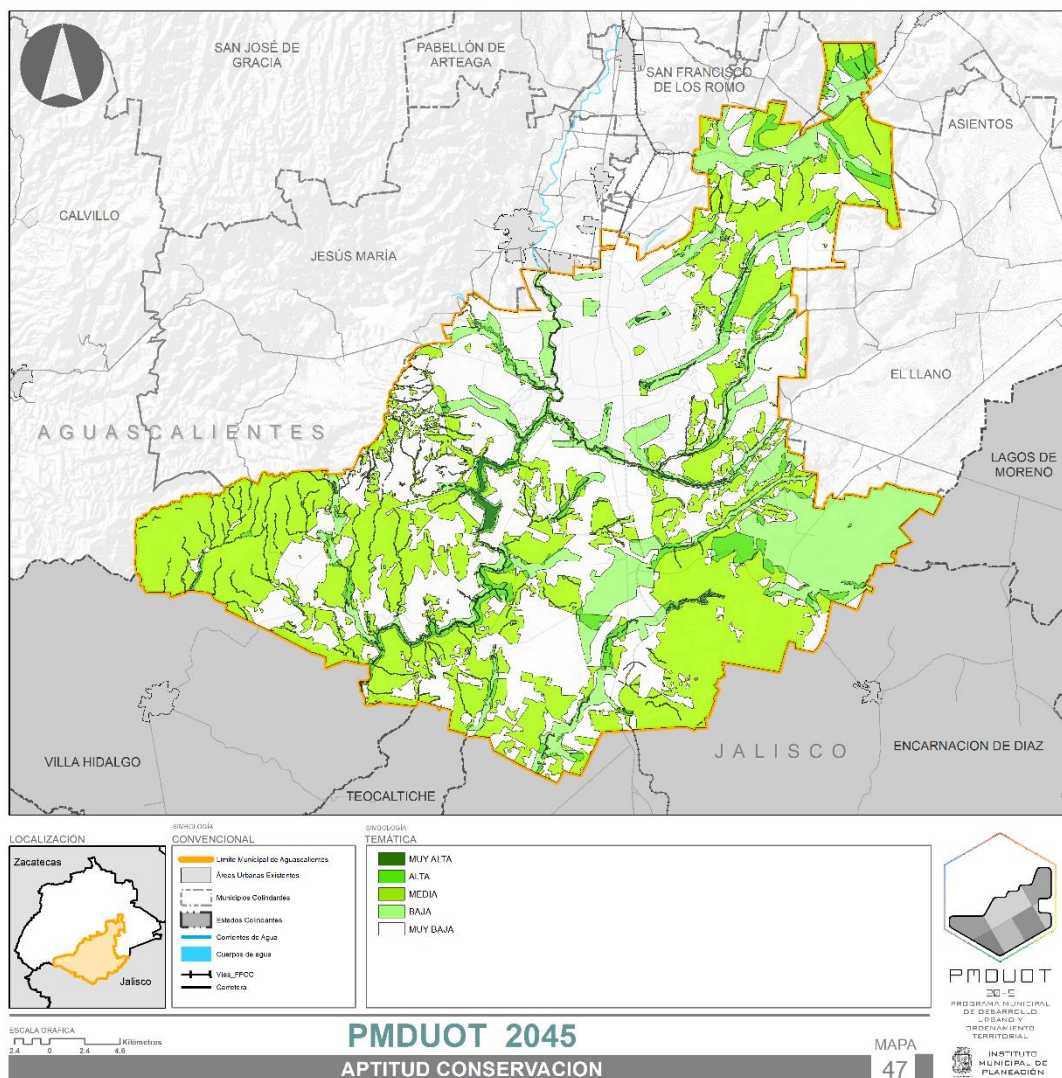 SAN JOSÉ DE
GRACIA
PABELLÓN DE
ARTEAGA
SAN FRANCISCO
DE LOS ROMO
ASIENTOS
CALVILLO
JESÚS MARÍA
EL LLANO
AGUASCALIENTES
LAGOS DE
MORENO
JALISCO
ENCARNACION DE DIAZ
VILLA HIDALGO
TEOCALTICHE
LOCALIZACIÓN
Zacatecas
Jalisco
SIMBOLOGÍA
CONVENCIONAL
Limite Municipal de Aguascalientes
Áreas Urbanas Existentes
Municipios Colindantes
Estados Colindantes
Corrientes de Agua
Cuerpos de agua
Vias_FFCC
Carretera
SIMBOLOGÍA
TEMÁTICA
MUY ALTA
ALTA
MEDIA
BAJA
MUY BAJA
PMDUOT
PROGRAMA MUNICIPAL
DE DESARROLLO
URBANO Y
ORDENAMIENTO
TERRITORIAL
ESCALA GRÁFICA
2.4 0 2.4 4.8 Kilómetros
PMDUOT 2045
APTITUD CONSERVACION
MAPA
47
INSTITUTO
MUNICIPAL DE
PLANEACIÓN